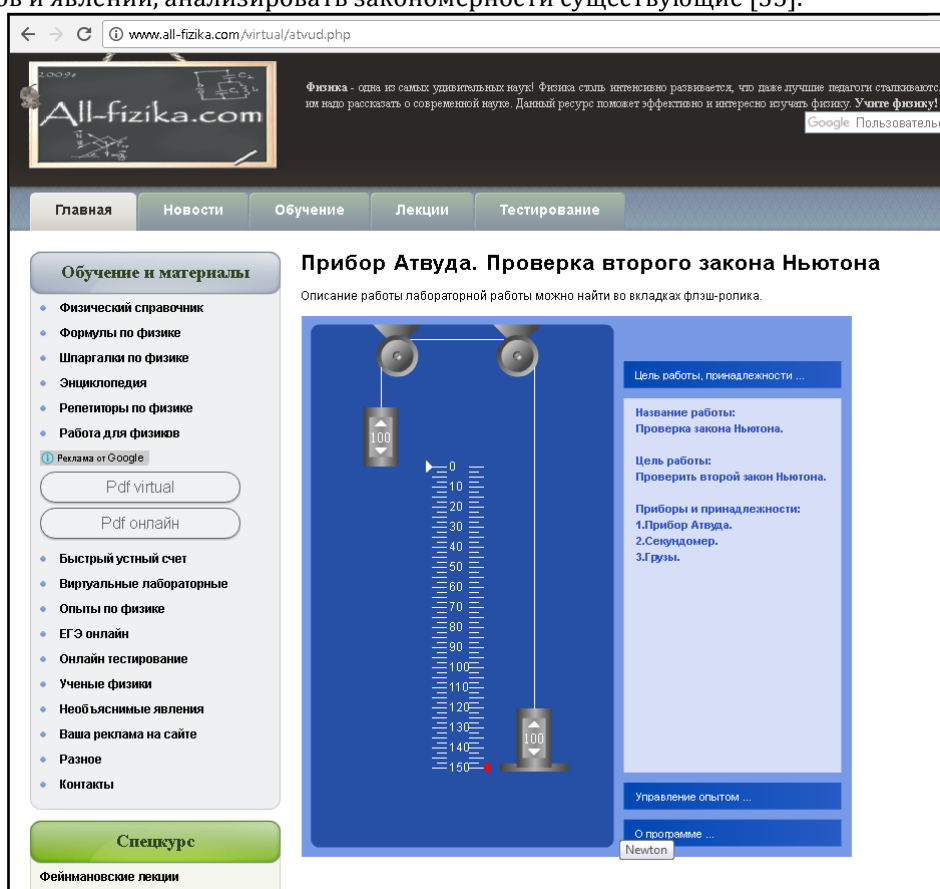 ов и явлений, анализировать закономерности существующие [35].
www.all-fizika.com/virtual/atvud.php
2009г.
All-fizika.com
Физика - одна из самых удивительных наук! Физика столь интенсивно развивается, что даже лучшие педагоги сталкиваютс
им надо рассказать о современной науке. Данный ресурс поможет эффективно и интересно изучать физику. Учите физику!
Google Пользовательс
Главная Новости Обучение Лекции Тестирование
Обучение и материалы
Физический справочник
Формулы по физике
Шпаргалки по физике
Энциклопедия
Репетиторы по физике
Работа для физиков
Реклама от Google
Pdf virtual
Pdf онлайн
Быстрый устный счет
Виртуальные лабораторные
Опыты по физике
ЕГЭ онлайн
Онлайн тестирование
Ученые физики
Необъяснимые явления
Ваша реклама на сайте
Разное
Контакты
Спецкурс
Фейнмановские лекции
Прибор Атвуда. Проверка второго закона Ньютона
Описание работы лабораторной работы можно найти во вкладках флэш-ролика.
100
0
10
20
30
40
50
60
70
80
90
100
110
120
130
140
150
100
Цель работы, принадлежности ...
Название работы:
Проверка закона Ньютона.
Цель работы:
Проверить второй закон Ньютона.
Приборы и принадлежности:
1.Прибор Атвуда.
2.Секундомер.
3.Грузы.
Управление опытом ...
О программе ...
Newton